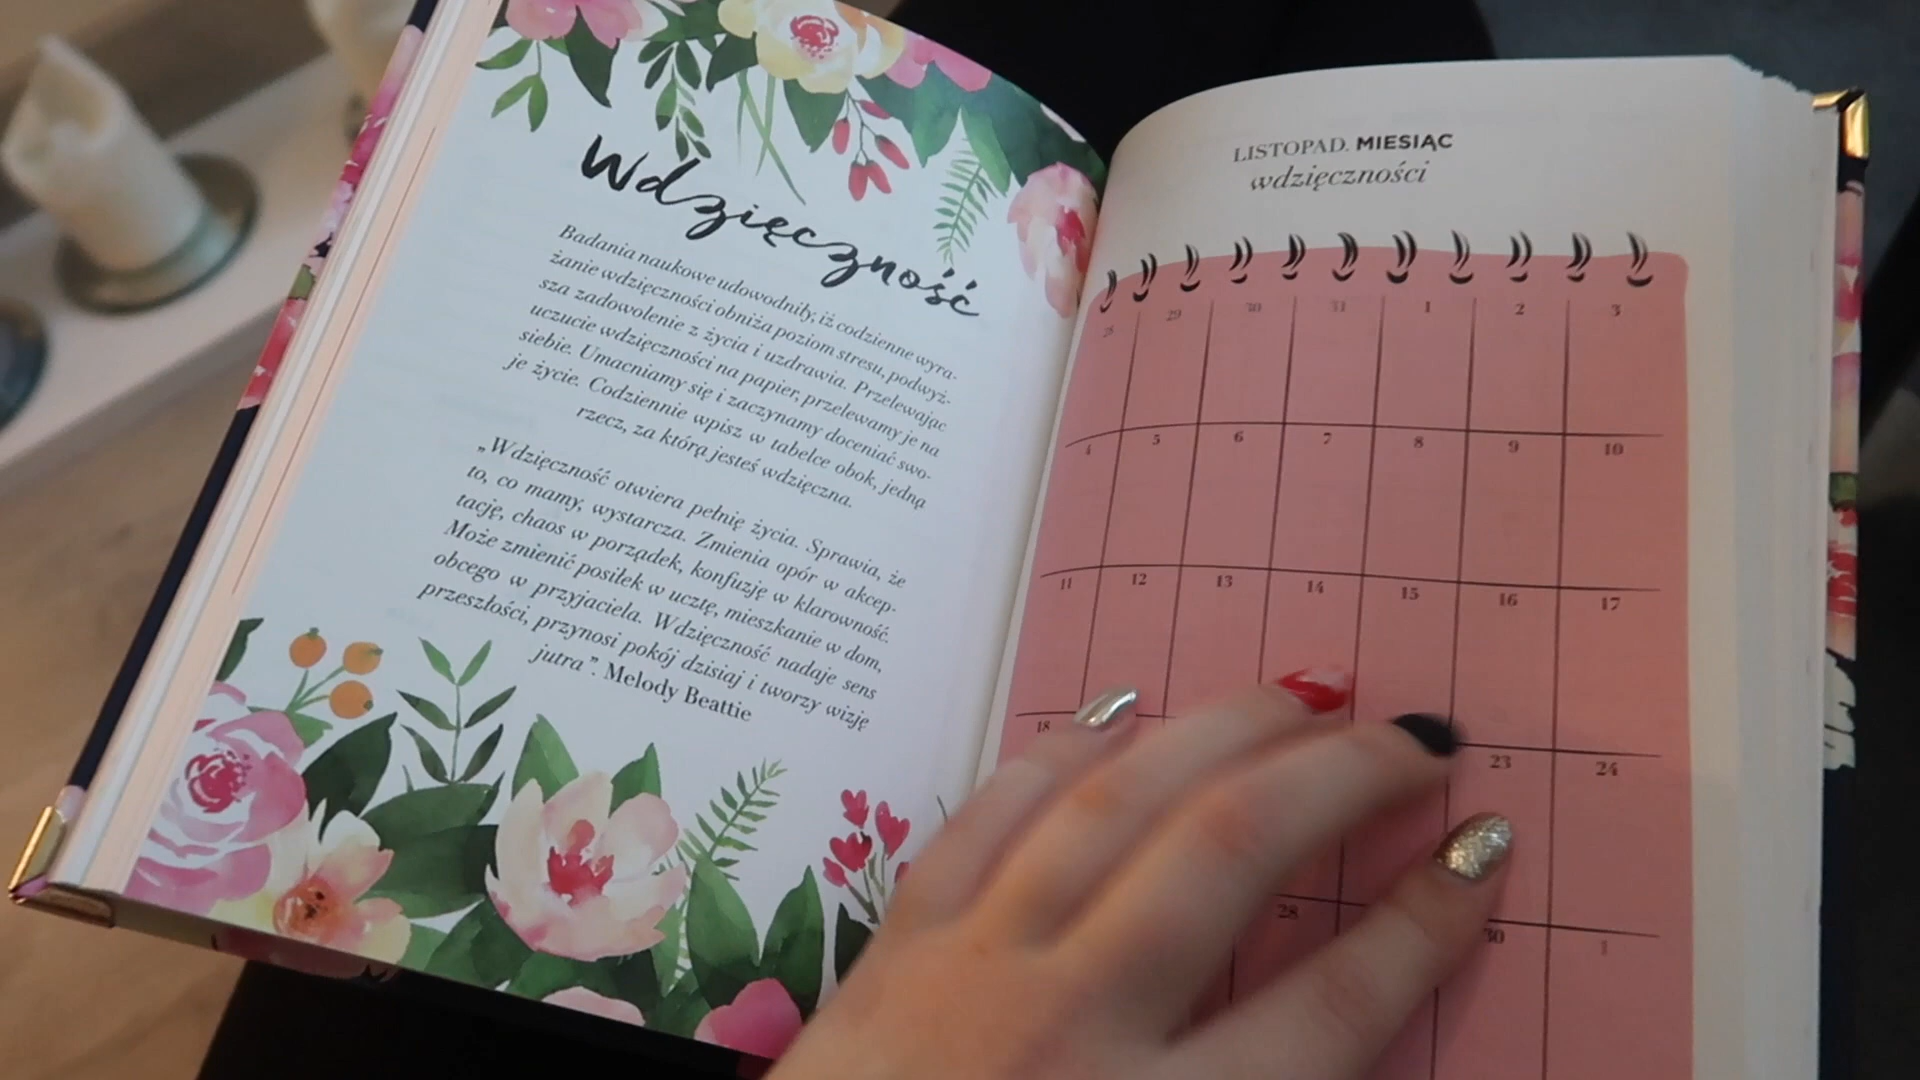 Wdzięczność
Badania naukowe udowodniły, iż codzienne wyra-
żanie wdzięczności obniża poziom stresu, podwyż-
sza zadowolenie z życia i uzdrawia. Przelewając
uczucie wdzięczności na papier, przelewamy je na
siebie. Umacniamy się i zaczynamy doceniać swo-
je życie. Codziennie wpisz w tabelce obok, jedną
rzecz, za którą jesteś wdzięczna.
„Wdzięczność otwiera pełnię życia. Sprawia, że
to, co mamy, wystarcza. Zmienia opór w akcep-
tację, chaos w porządek, konfuzję w klarowność.
Może zmienić posiłek w ucztę, mieszkanie w dom,
obcego w przyjaciela. Wdzięczność nadaje sens
przeszłości, przynosi pokój dzisiaj i tworzy wizję
jutra”. Melody Beattie
LISTOPAD. MIESIĄC
wdzięczności
28 29 30 31 1 2 3
4 5 6 7 8 9 10
11 12 13 14 15 16 17
18 23 24
28 30 1